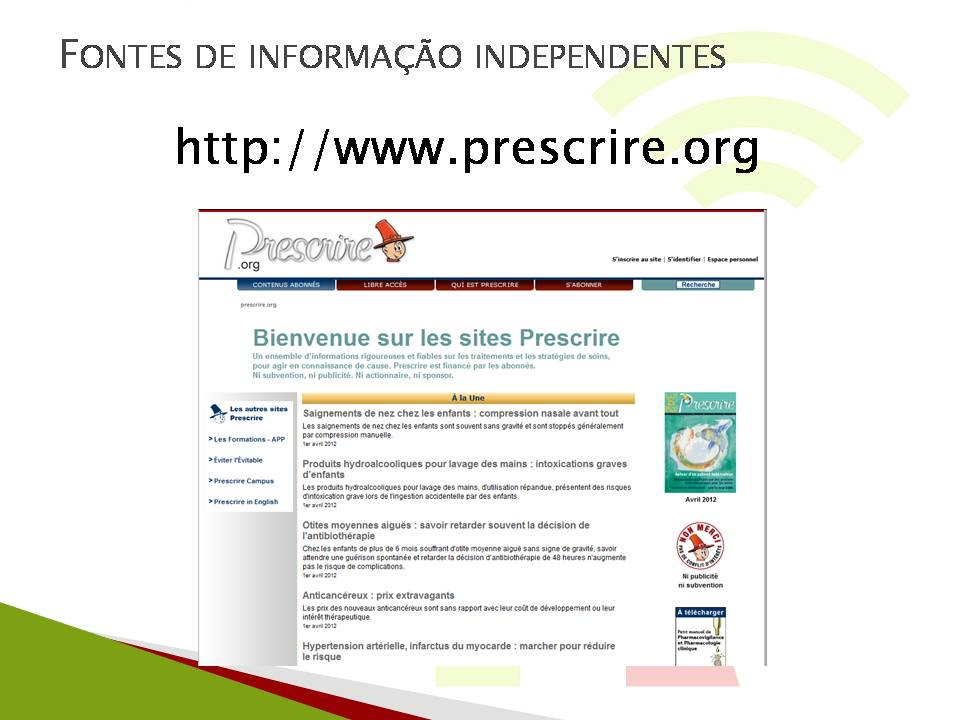 FONTES DE INFORMAÇÃO INDEPENDENTES
http://www.prescrire.org
Prescrire
.org
S'inscrire au site | S'identifier | Espace personnel
CONTENUS ABONNÉS LIBRE ACCÈS QUI EST PRESCRIRE S'ABONNER Recherche
prescrire.org
Bienvenue sur les sites Prescrire
Un ensemble d'informations rigoureuses et fiables sur les traitements et les stratégies de soins,
pour agir en connaissance de cause. Prescrire est financé par les abonnés.
Ni subvention, ni publicité. Ni actionnaire, ni sponsor.
Les autres sites
Prescrire
Les Formations - APP
Éviter l'Évitable
Prescrire Campus
Prescrire in English
À la Une
Saignements de nez chez les enfants : compression nasale avant tout
Les saignements de nez chez les enfants sont souvent sans gravité et sont stoppés généralement
par compression manuelle.
1er avril 2012
Produits hydroalcooliques pour lavage des mains : intoxications graves
d'enfants
Les produits hydroalcooliques pour lavage des mains, d'utilisation répandue, présentent des risques
d'intoxication grave lors de l'ingestion accidentelle par des enfants.
1er avril 2012
Otites moyennes aiguës : savoir retarder souvent la décision de
l'antibiothérapie
Chez les enfants de plus de 6 mois souffrant d'otite moyenne aiguë sans signe de gravité, savoir
attendre une guérison spontanée et retarder la décision d'antibiothérapie de 48 heures n'augmente
pas le risque de complications.
1er avril 2012
Anticancéreux : prix extravagants
Les prix des nouveaux anticancéreux sont sans rapport avec leur coût de développement ou leur
intérêt thérapeutique.
1er avril 2012
Hypertension artérielle, infarctus du myocarde : marcher pour réduire
le risque
Prescrire
Avril 2012
NON MERCI
PAS DE CONFLIT D'INTÉRÊTS
Ni publicité
ni subvention
À télécharger
Petit manuel de
Pharmacovigilance
et Pharmacologie
clinique